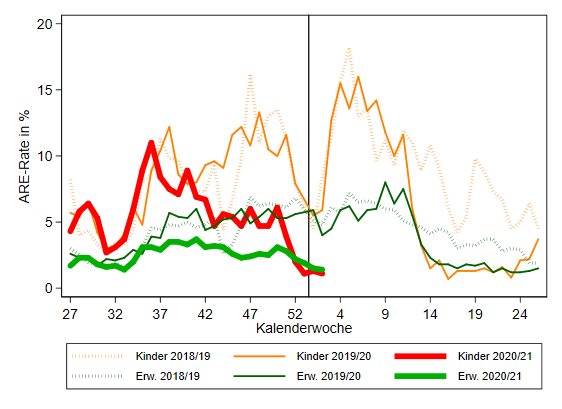 20
15
ARE-Rate in %
10
5
0
27 32 37 42 47 52 4 9 14 19 24
Kalenderwoche
Kinder 2018/19 Kinder 2019/20 Kinder 2020/21
Erw. 2018/19 Erw. 2019/20 Erw. 2020/21